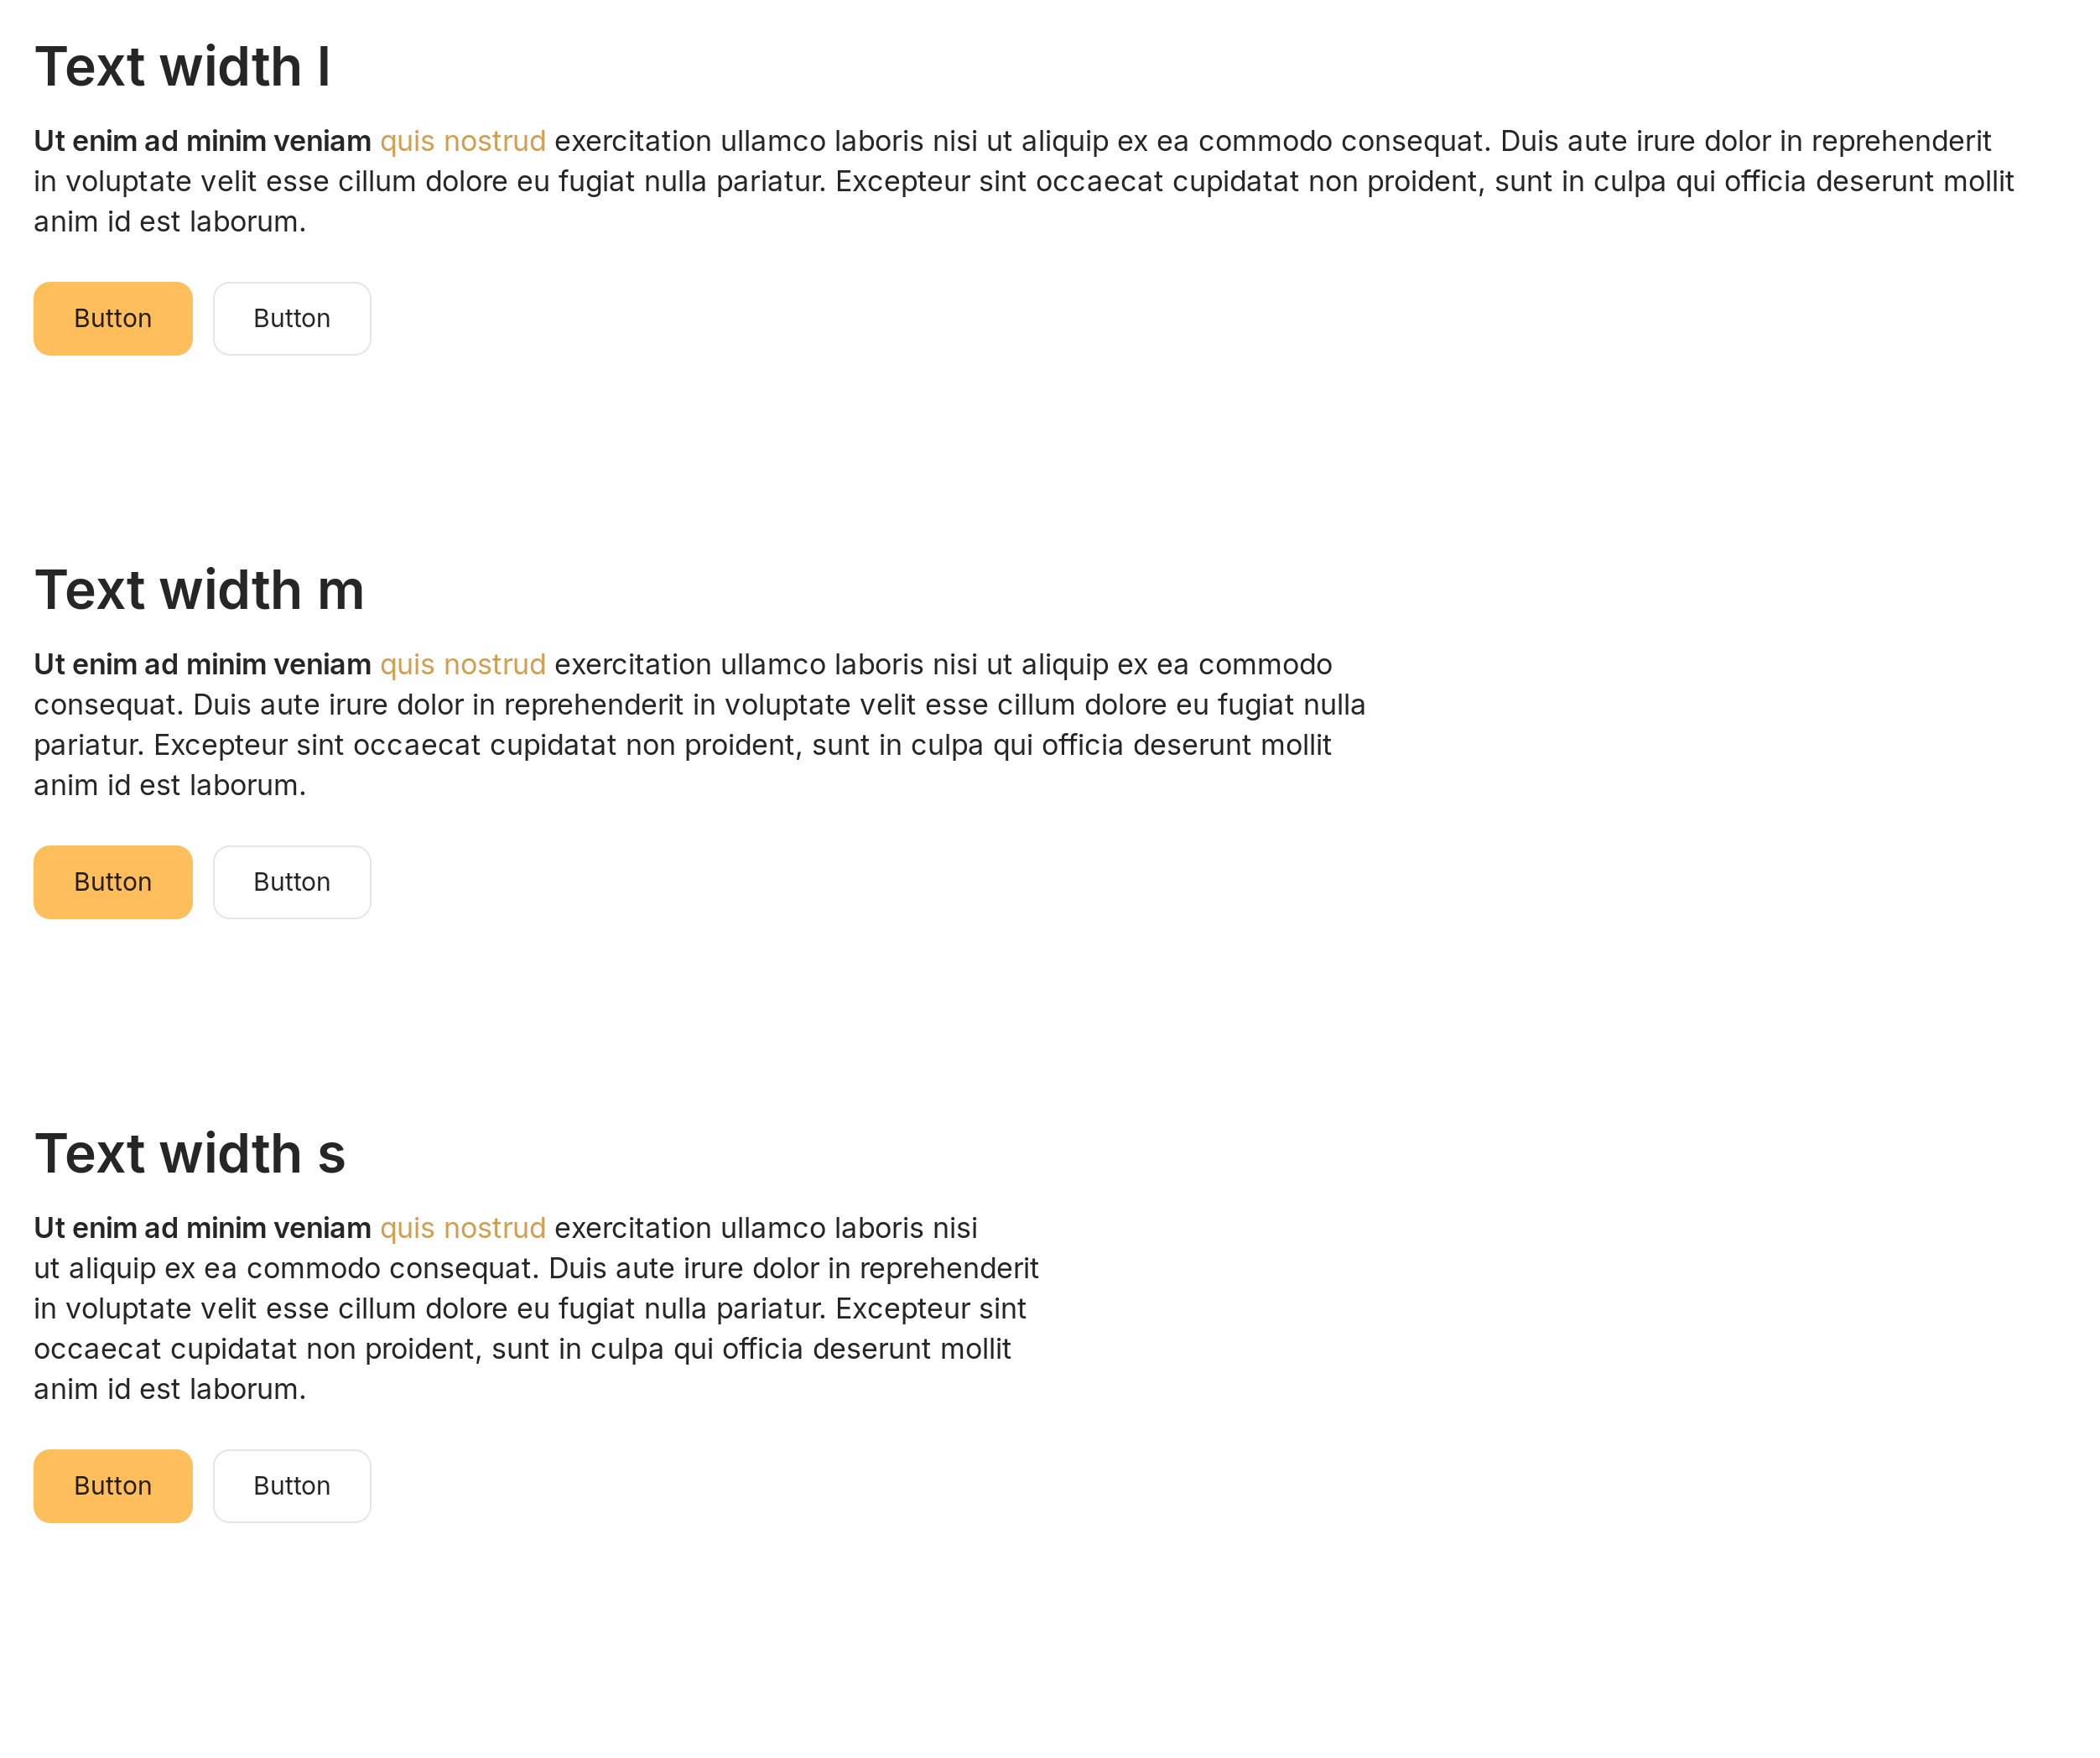 Text width l
Ut enim ad minim veniam quis nostrud exercitation ullamco laboris nisi ut aliquip ex ea commodo consequat. Duis aute irure dolor in reprehenderit
in voluptate velit esse cillum dolore eu fugiat nulla pariatur. Excepteur sint occaecat cupidatat non proident, sunt in culpa qui officia deserunt mollit
anim id est laborum.
Button Button
Text width m
Ut enim ad minim veniam quis nostrud exercitation ullamco laboris nisi ut aliquip ex ea commodo
consequat. Duis aute irure dolor in reprehenderit in voluptate velit esse cillum dolore eu fugiat nulla
pariatur. Excepteur sint occaecat cupidatat non proident, sunt in culpa qui officia deserunt mollit
anim id est laborum.
Button Button
Text width s
Ut enim ad minim veniam quis nostrud exercitation ullamco laboris nisi
ut aliquip ex ea commodo consequat. Duis aute irure dolor in reprehenderit
in voluptate velit esse cillum dolore eu fugiat nulla pariatur. Excepteur sint
occaecat cupidatat non proident, sunt in culpa qui officia deserunt mollit
anim id est laborum.
Button Button